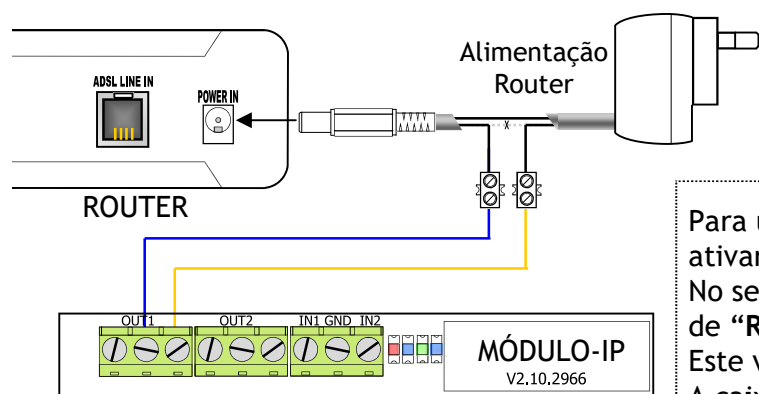 Alimentação
Router
ADSL LINE IN
POWER IN
ROUTER
OUT1
OUT2
IN1 GND IN2
MÓDULO-IP
V2.10.2966
Para
ativar
No se
de “R
Este v
A caix